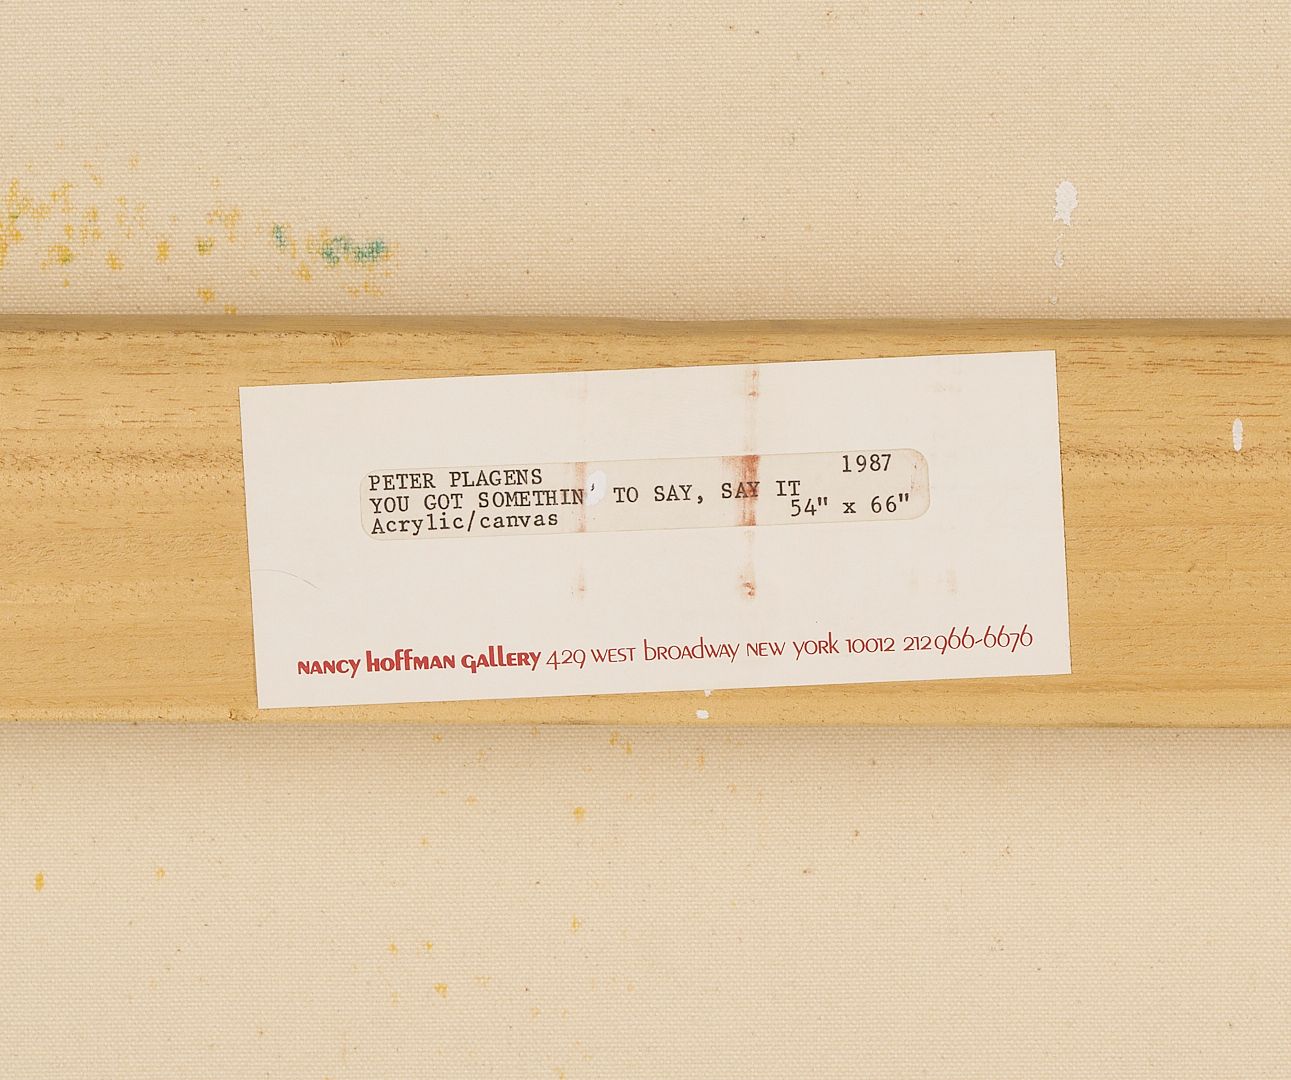 PETER PLAGENS 1987
YOU GOT SOMETHIN' TO SAY, SAY IT
Acrylic/canvas 54" x 66"
NANCY HOFFMAN GALLERY 429 WEST BROADWAY NEW YORK 10012 212 966-6676